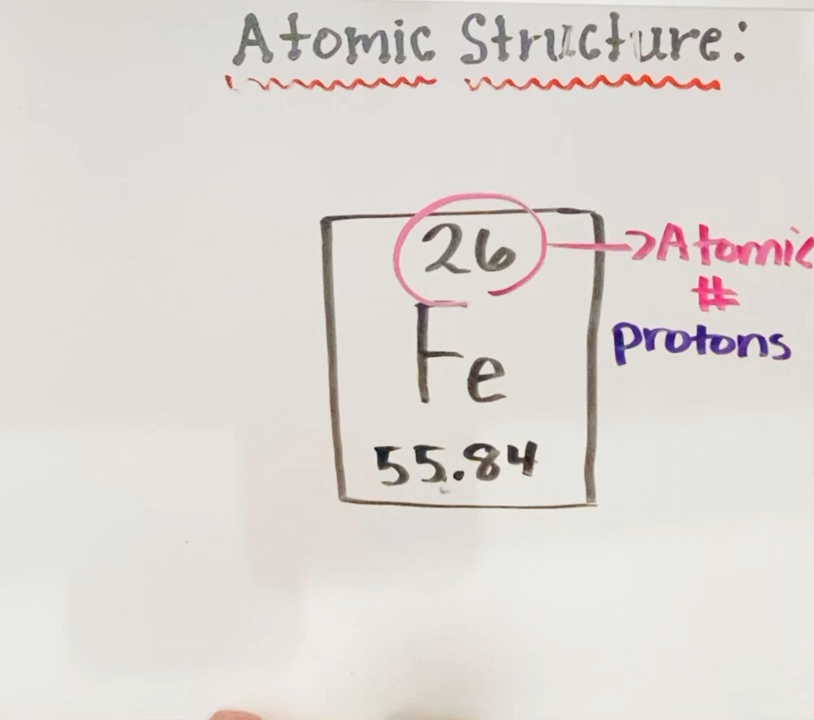 Atomic Structure:
26 → Atomic
#
protons
Fe
55.84